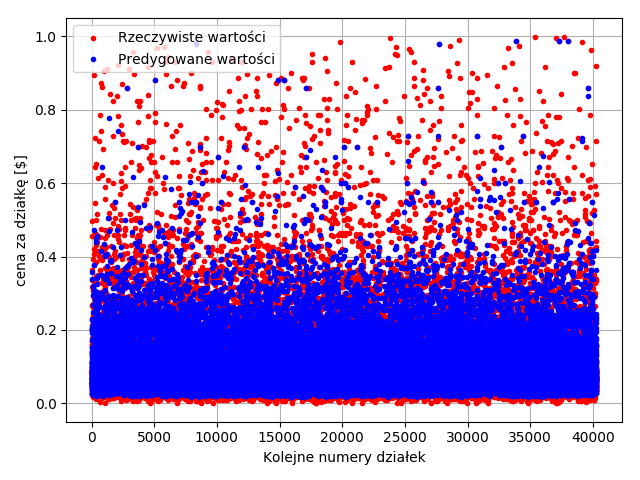 Rzeczywiste wartości
Predygowane wartości
cena za działkę [$]
1.0
0.8
0.6
0.4
0.2
0.0
0 5000 10000 15000 20000 25000 30000 35000 40000
Kolejne numery działek